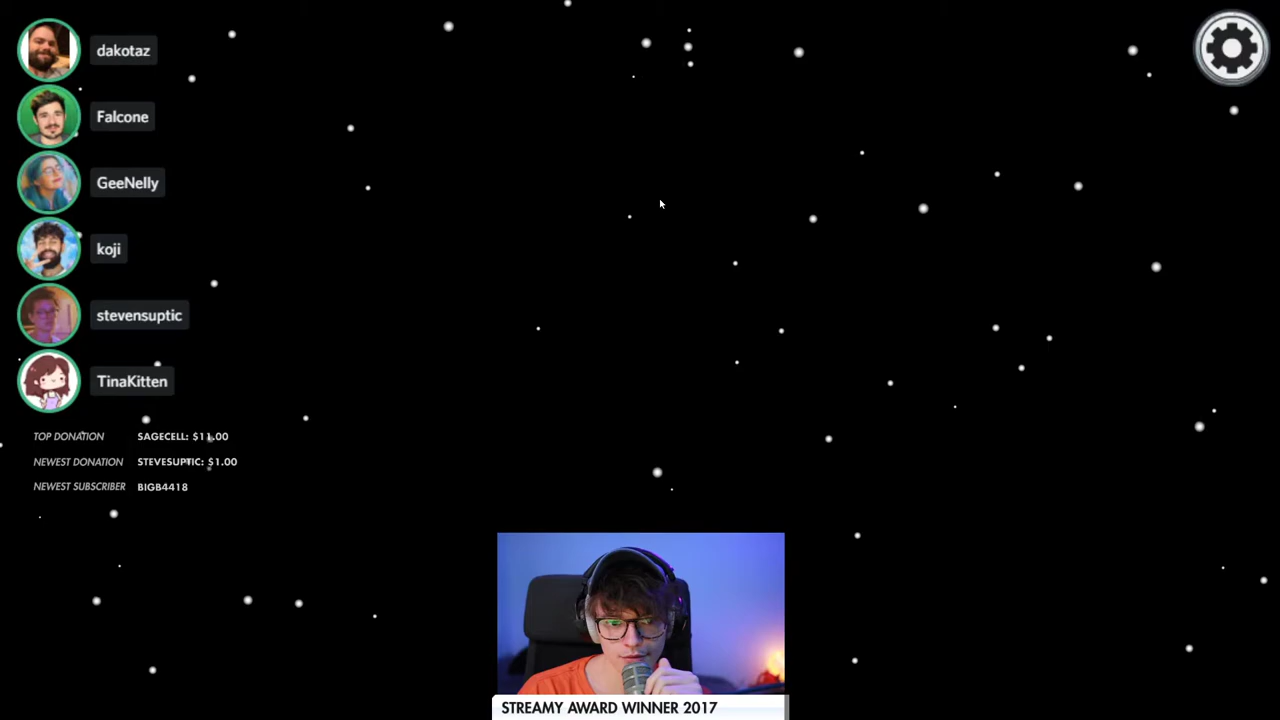 dakotaz
Falcone
GeeNelly
koji
stevensuptic
TinaKitten
TOP DONATION SAGECELL: $11.00
NEWEST DONATION STEVESUPTIC: $1.00
NEWEST SUBSCRIBER BIGB4418
STREAMY AWARD WINNER 2017